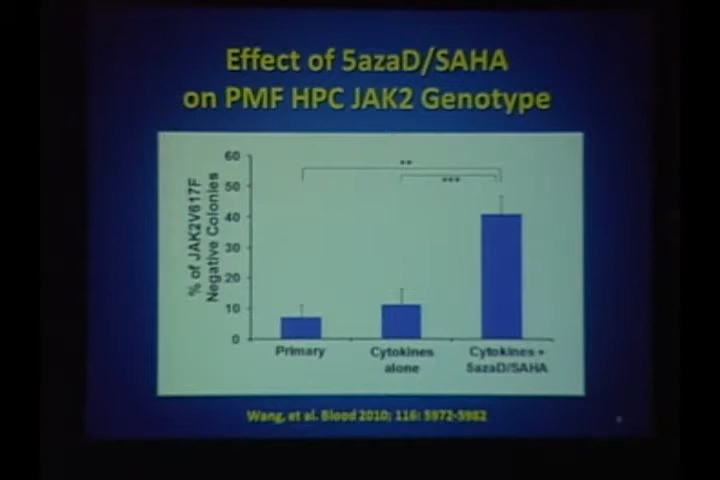 Effect of 5azaD/SAHA
on PMF HPC JAK2 Genotype
% of JAK2V617F
Negative Colonies
60
50
40
30
20
10
0
**
***
Primary
Cytokines
alone
Cytokines +
5azaD/SAHA
Wang, et al. Blood 2010; 116: 5972-5982